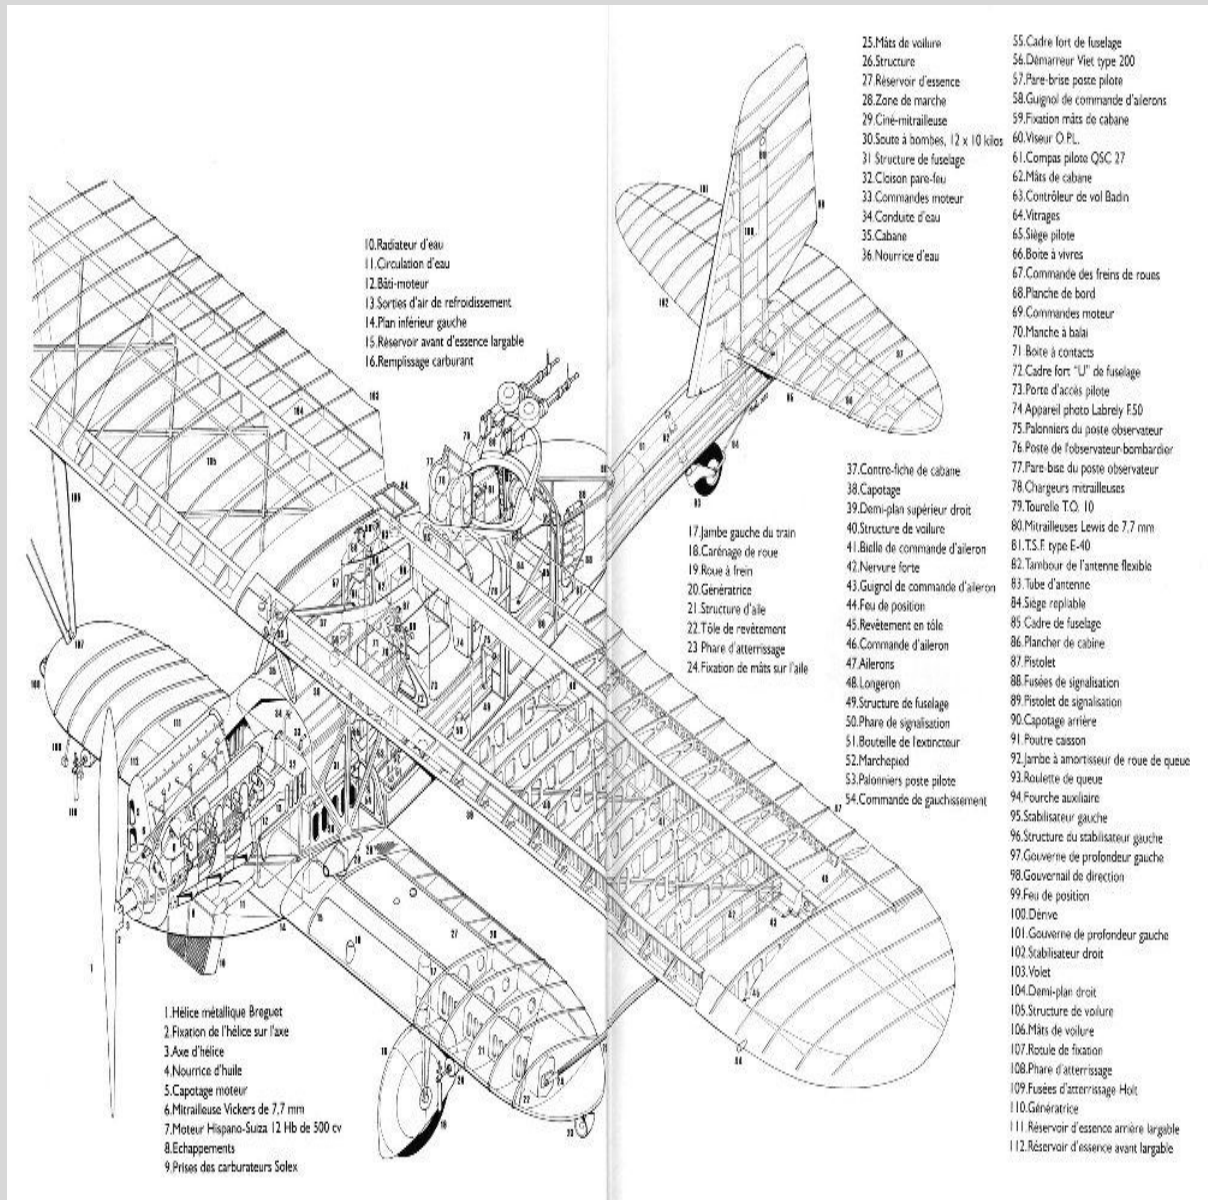 10.Radiateur d'eau
11.Circulation d'eau
12.Bâti-moteur
13.Sorties d'air de refroidissement
14.Plan inférieur gauche
15.Réservoir avant d'essence largable
16.Remplissage carburant
1.Hélice métallique Breguet
2.Fixation de l'hélice sur l'axe
3.Axe d'hélice
4.Nourrice d'huile
5.Capotage moteur
6.Mitrailleuse Vickers de 7,7 mm
7.Moteur Hispano-Suiza 12 Hb de 500 cv
8.Echappements
9.Prises des carburateurs Solex
17.Jambe gauche du train
18.Carénage de roue
19.Roue à frein
20.Génératrice
21.Structure d'aile
22.Tôle de revêtement
23 Phare d'atterrissage
24.Fixation de mâts sur l'aile
25.Mâts de voilure
26.Structure
27.Réservoir d'essence
28.Zone de marche
29.Ciné-mitrailleuse
30.Soute à bombes, 12 x 10 kilos
31 Structure de fuselage
32.Cloison pare-feu
33.Commandes moteur
34.Conduite d'eau
35.Cabane
36.Nourrice d'eau
37.Contre-fiche de cabane
38.Capotage
39.Demi-plan supérieur droit
40.Structure de voilure
41.Bielle de commande d'aileron
42.Nervure forte
43.Guignol de commande d'aileron
44.Feu de position
45.Revêtement en tôle
46.Commande d'aileron
47.Ailerons
48.Longeron
49.Structure de fuselage
50.Phare de signalisation
51.Bouteille de l'extincteur
52.Marchepied
53.Palonniers poste pilote
54.Commande de gauchissement
55.Cadre fort de fuselage
56.Démarreur Viet type 200
57.Pare-brise poste pilote
58.Guignol de commande d'ailerons
59.Fixation mâts de cabane
60.Viseur O.P.L.
61.Compas pilote QSC 27
62.Mâts de cabane
63.Contrôleur de vol Badin
64.Vitrages
65.Siège pilote
66.Boite à vivres
67.Commande des freins de roues
68.Planche de bord
69.Commandes moteur
70.Manche à balai
71.Boite à contacts
72.Cadre fort "U" de fuselage
73.Porte d'accès pilote
74 Appareil photo Labrely F.50
75.Palonniers du poste observateur
76.Poste de l'observateur-bombardier
77.Pare-bise du poste observateur
78.Chargeurs mitrailleuses
79.Tourelle T.O. 10
80.Mitrailleuses Lewis de 7,7 mm
81.T.S.F. type E-40
82.Tambour de l'antenne flexible
83.Tube d'antenne
84.Siège repliable
85 Cadre de fuselage
86.Plancher de cabine
87.Pistolet
88.Fusées de signalisation
89.Pistolet de signalisation
90.Capotage arrière
91.Poutre caisson
92.Jambe à amortisseur de roue de queue
93.Roulette de queue
94.Fourche auxiliaire
95.Stabilisateur gauche
96.Structure du stabilisateur gauche
97.Gouverne de profondeur gauche
98.Gouvernail de direction
99.Feu de position
100.Dérive
101.Gouverne de profondeur gauche
102.Stabilisateur droit
103.Volet
104.Demi-plan droit
105.Structure de voilure
106.Mâts de voilure
107.Rotule de fixation
108.Phare d'atterrissage
109.Fusées d'atterrissage Holt
110.Génératrice
111.Réservoir d'essence arrière largable
112.Réservoir d'essence avant largable